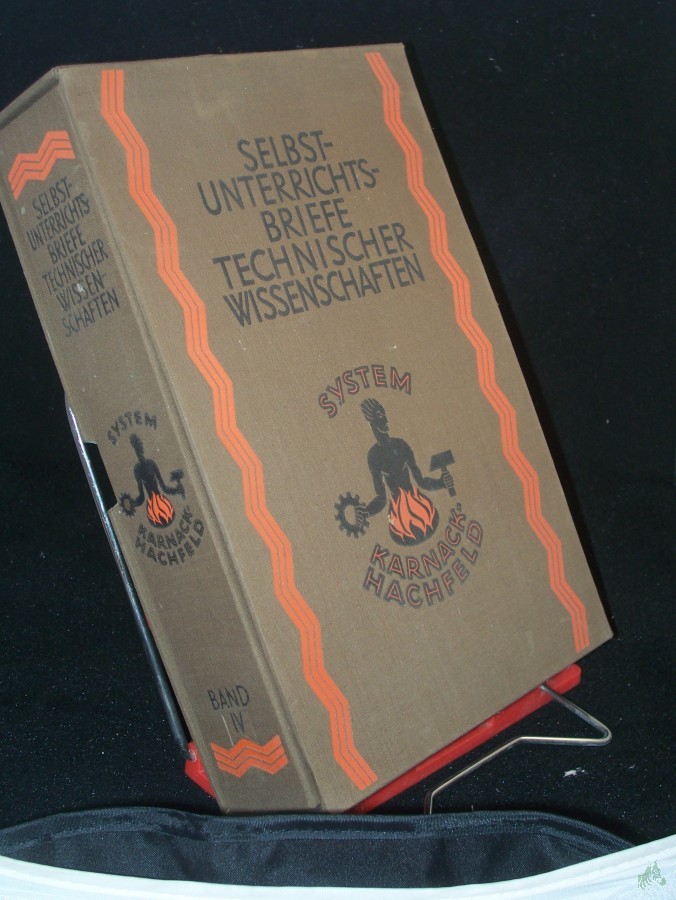 SELBST-
UNTERRICHTS-
BRIEFE
TECHNISCHER
WISSEN-
SCHAFTEN
SYSTEM
KARNACK-
HACHFELD
BAND
IV
SELBST-
UNTERRICHTS-
BRIEFE
TECHNISCHER
WISSENSCHAFTEN
SYSTEM
KARNACK-
HACHFELD